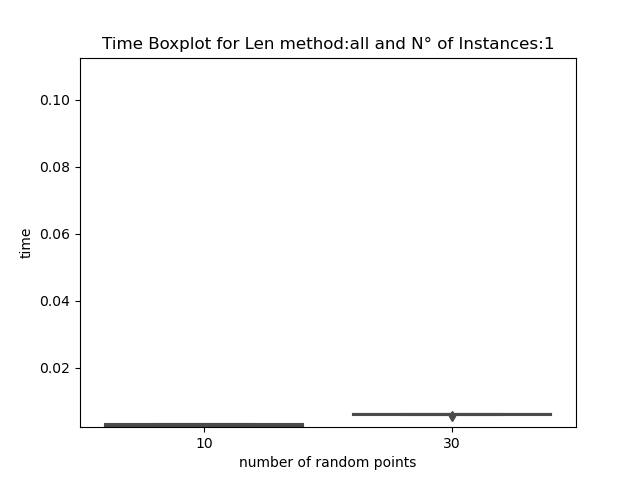 Time Boxplot for Len method:all and N° of Instances:1
0.10
0.08
0.06
0.04
0.02
time
10 30
number of random points